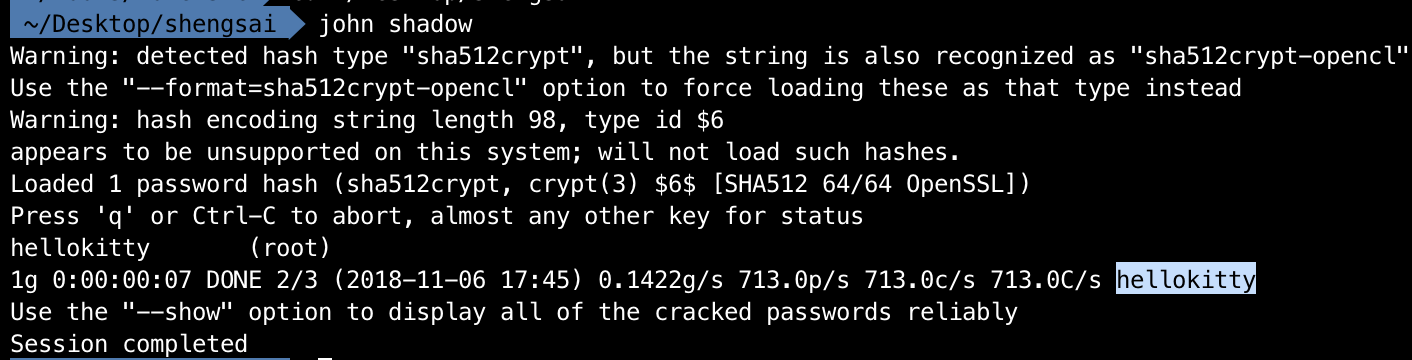 ~/Desktop/shengsai john shadow
Warning: detected hash type "sha512crypt", but the string is also recognized as "sha512crypt-opencl"
Use the "--format=sha512crypt-opencl" option to force loading these as that type instead
Warning: hash encoding string length 98, type id $6
appears to be unsupported on this system; will not load such hashes.
Loaded 1 password hash (sha512crypt, crypt(3) $6$ [SHA512 64/64 OpenSSL])
Press 'q' or Ctrl-C to abort, almost any other key for status
hellokitty       (root)
1g 0:00:00:07 DONE 2/3 (2018-11-06 17:45) 0.1422g/s 713.0p/s 713.0c/s 713.0C/s hellokitty
Use the "--show" option to display all of the cracked passwords reliably
Session completed